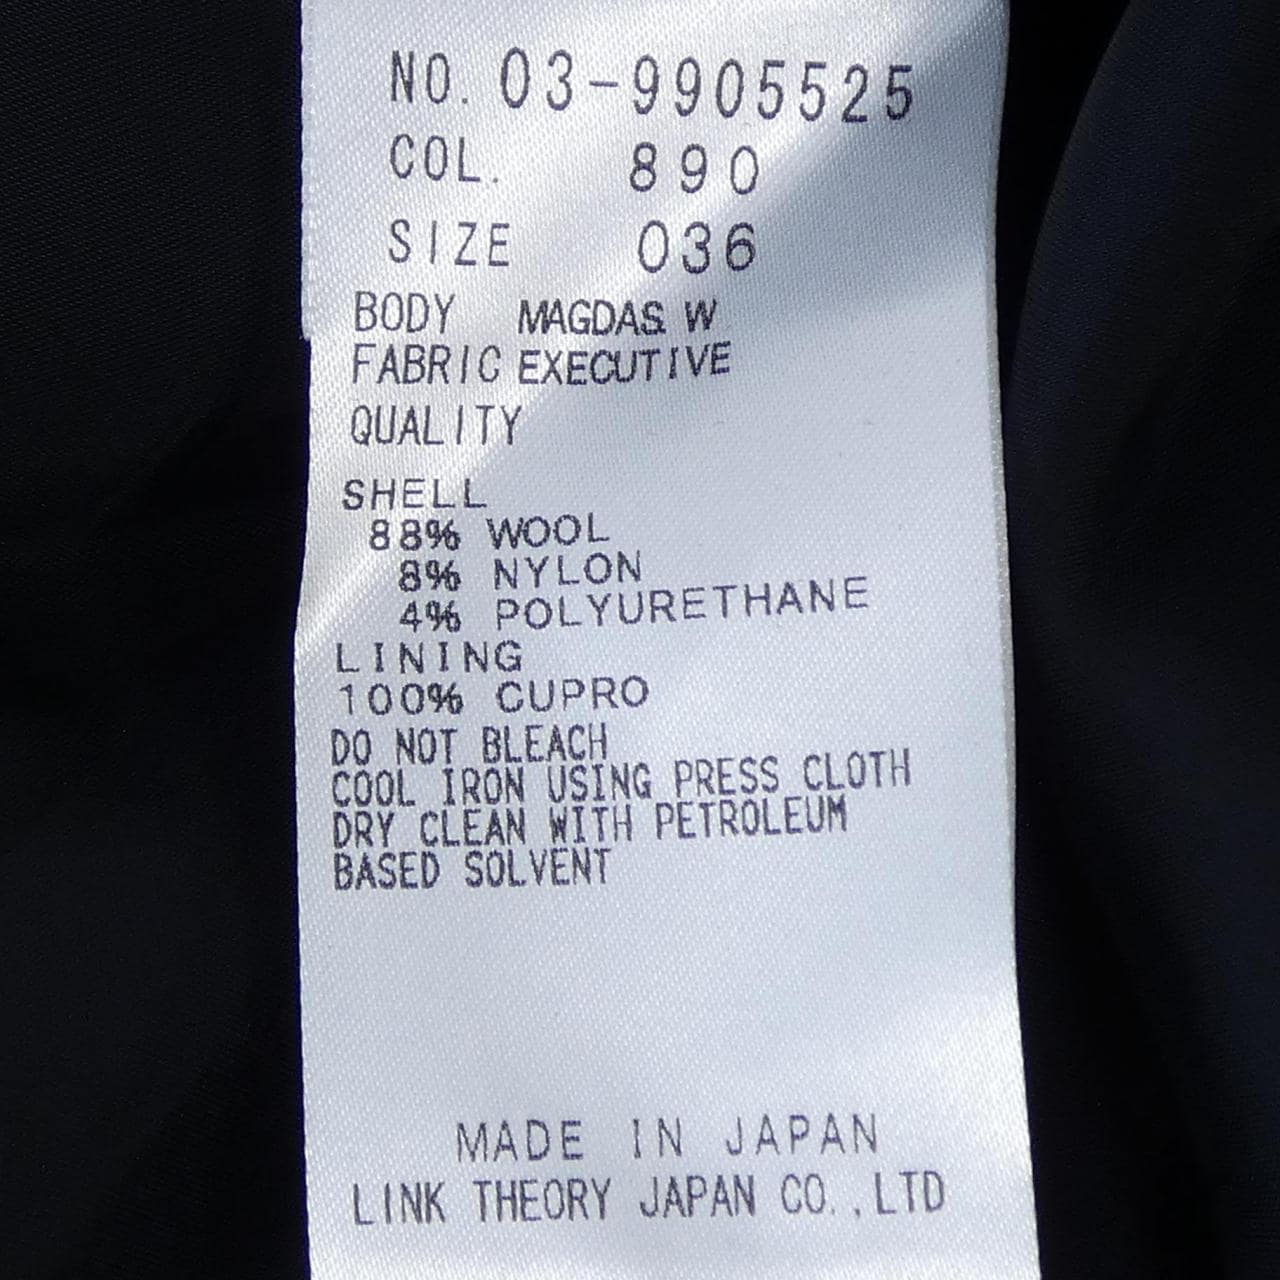 NO. 03-9905525
COL. 890
SIZE 036
BODY MAGDAS W
FABRIC EXECUTIVE
QUALITY
SHELL
88% WOOL
8% NYLON
4% POLYURETHANE
LINING
100% CUPRO
DO NOT BLEACH
COOL IRON USING PRESS CLOTH
DRY CLEAN WITH PETROLEUM
BASED SOLVENT
MADE IN JAPAN
LINK THEORY JAPAN CO.,LTD